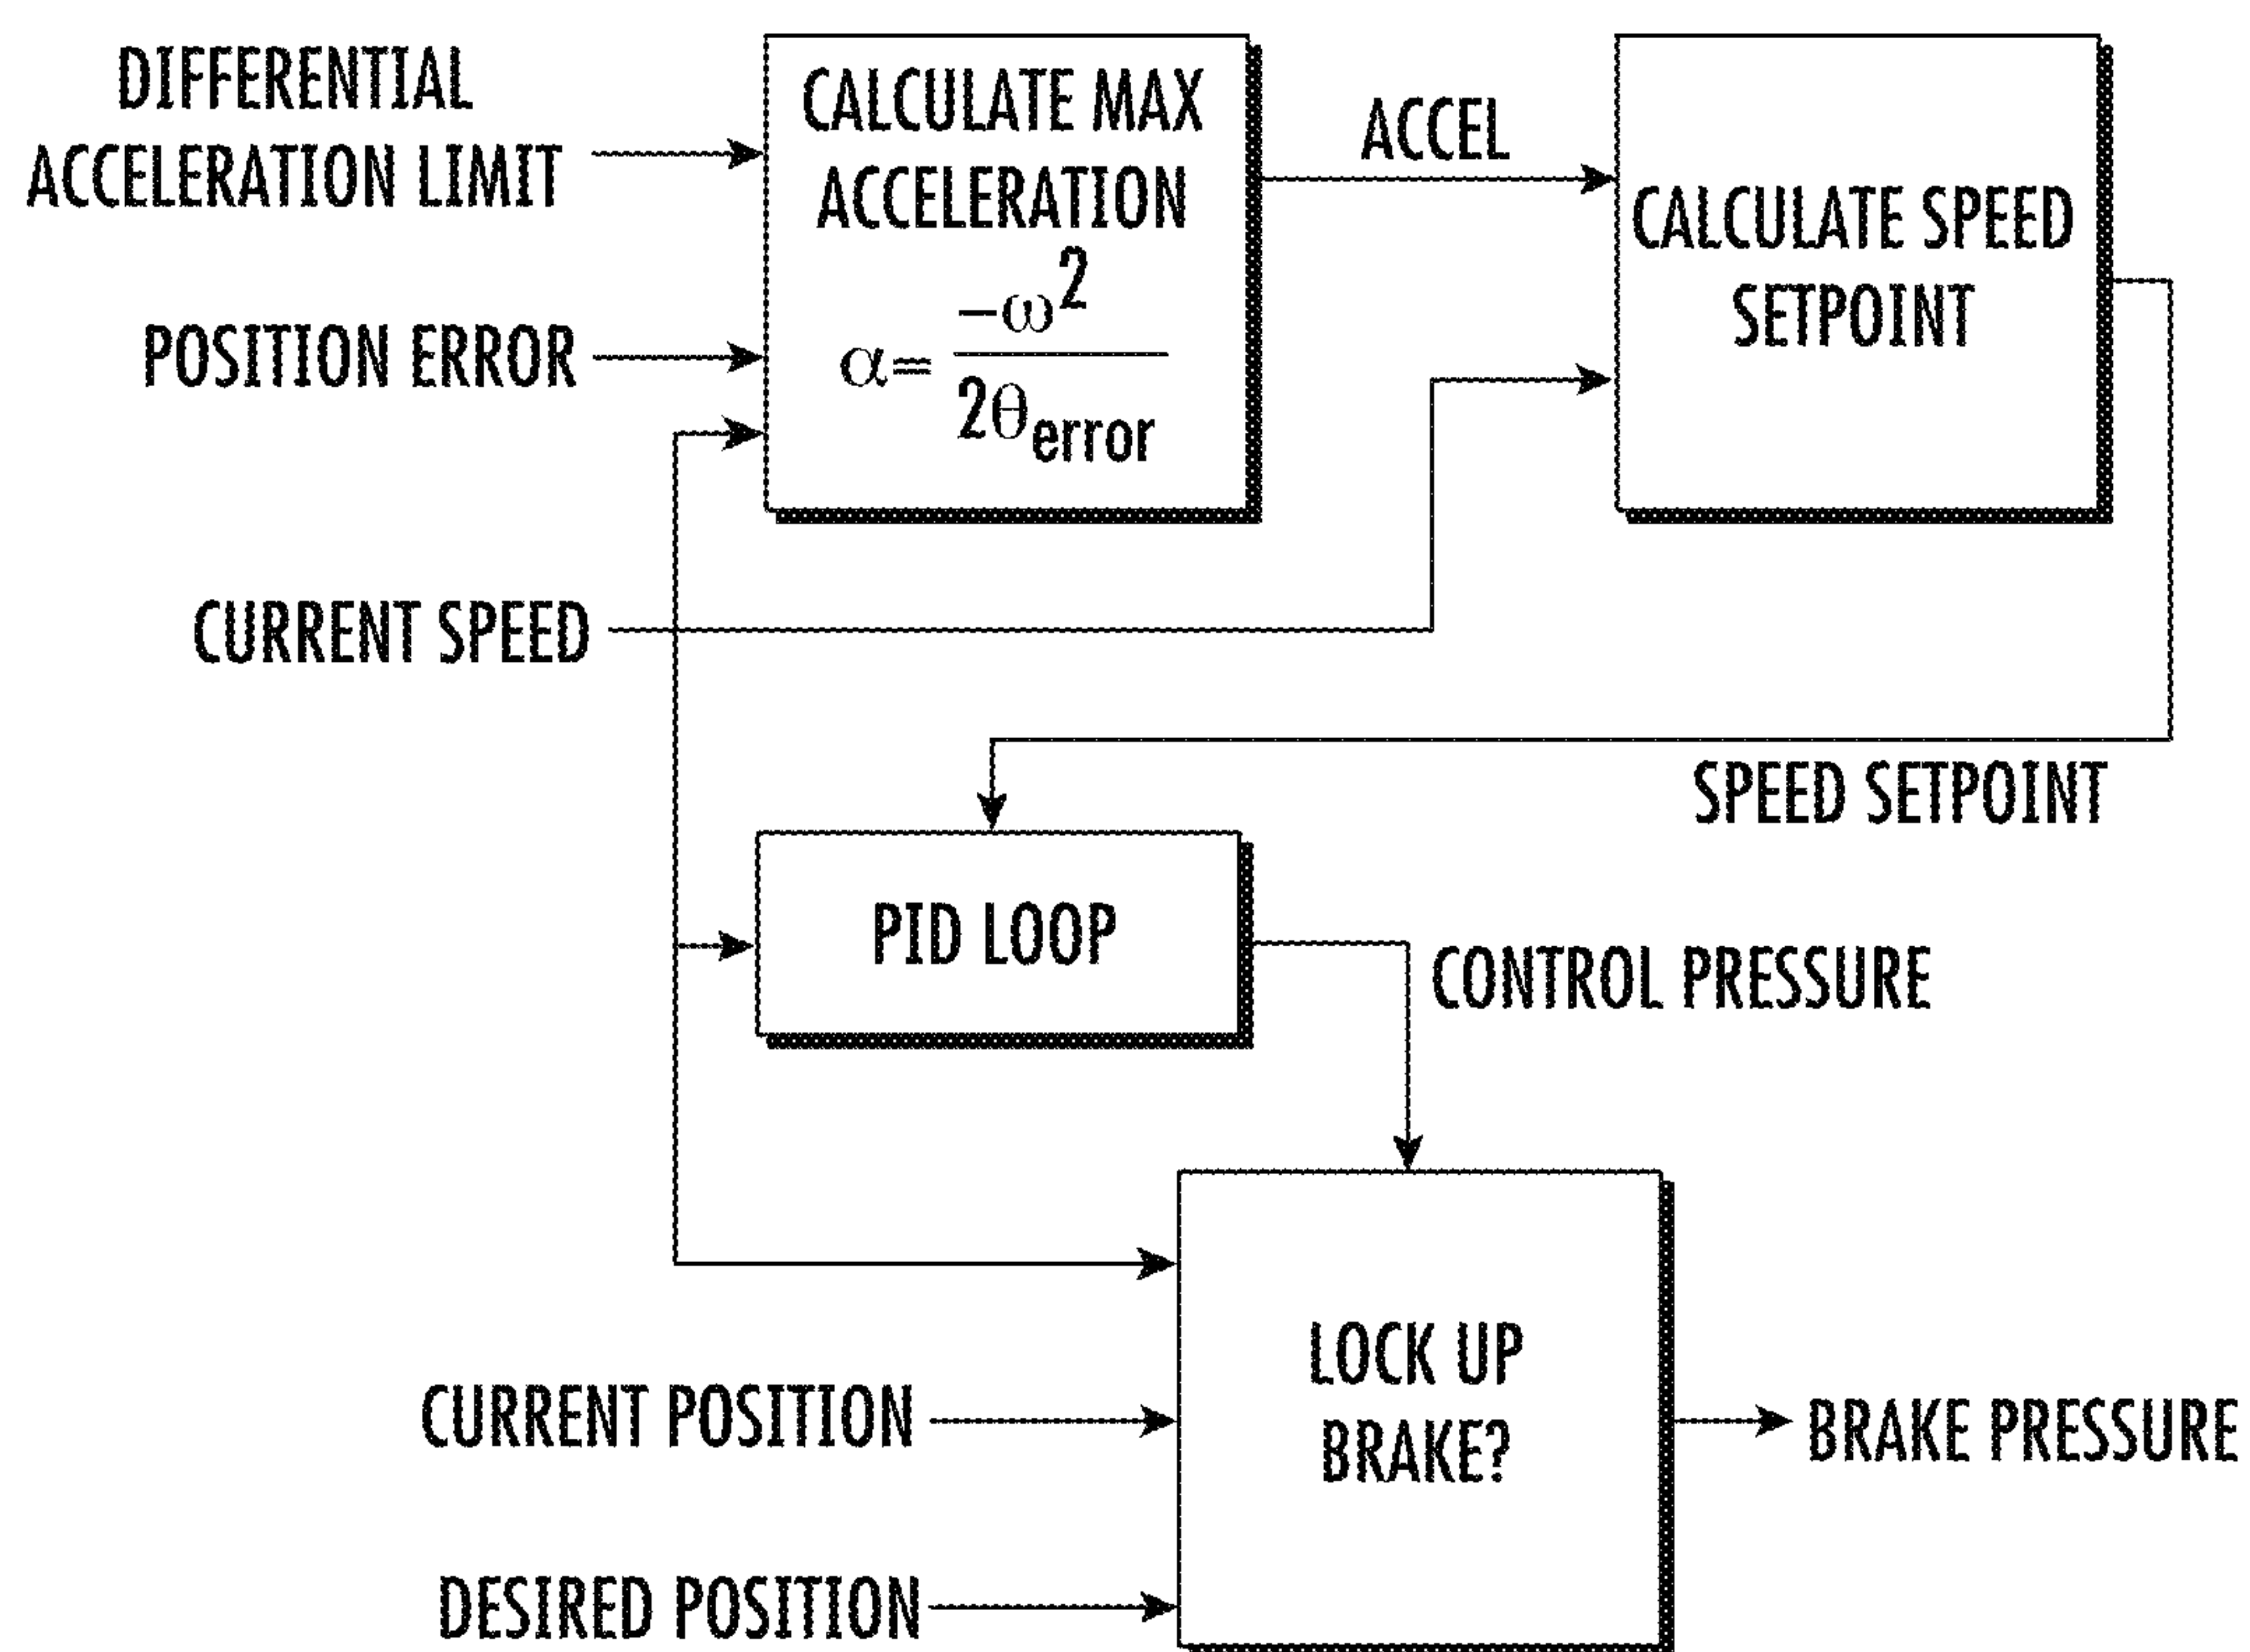 DIFFERENTIAL
ACCELERATION LIMIT
CALCULATE MAX
ACCELERATION
α = -ω² / 2θerror
POSITION ERROR
ACCEL
CALCULATE SPEED
SETPOINT
CURRENT SPEED
SPEED SETPOINT
PID LOOP
CONTROL PRESSURE
LOCK UP
BRAKE?
CURRENT POSITION
BRAKE PRESSURE
DESIRED POSITION